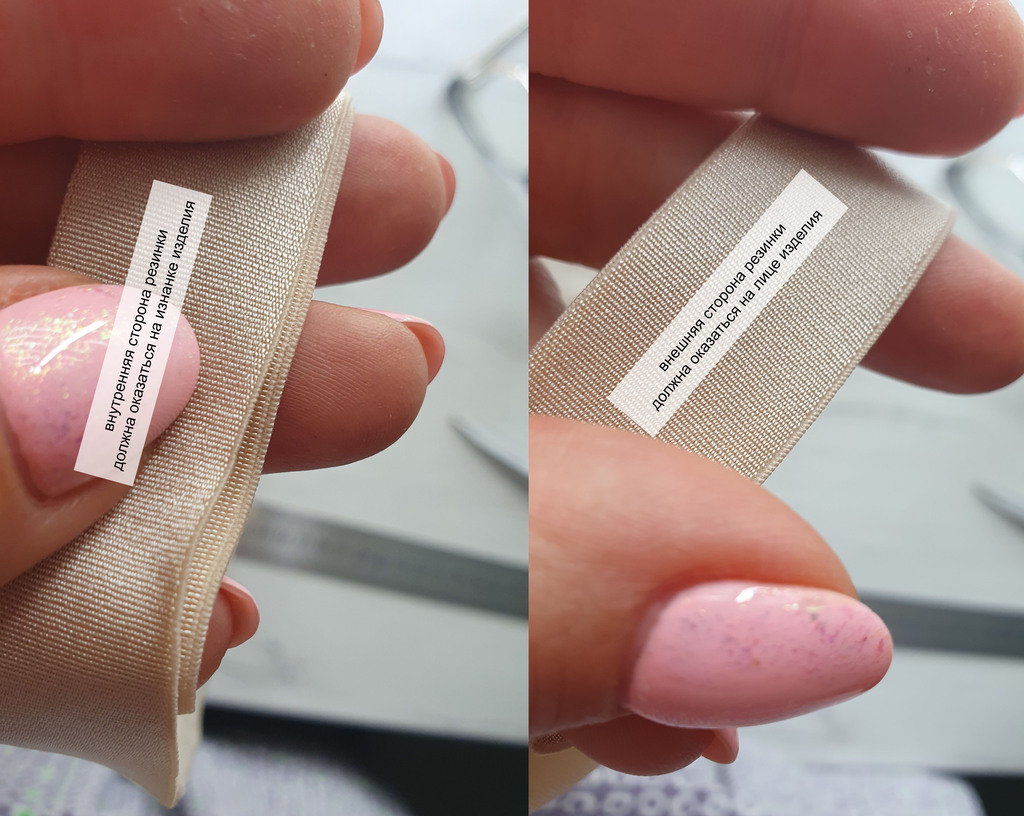 внутренняя сторона резинки
должна оказаться на изнанке изделия
внешняя сторона резинки
должна оказаться на лице изделия